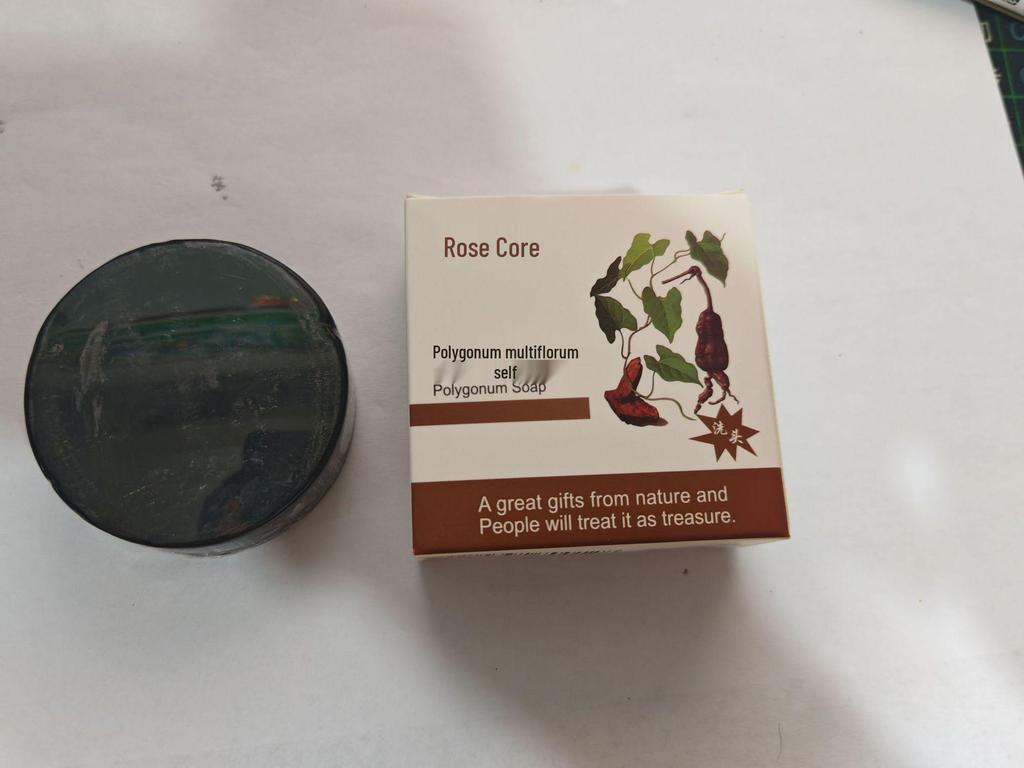 Rose Core
Polygonum multiflorum
self
Polygonum Soap
洗头
A great gifts from nature and
People will treat it as treasure.